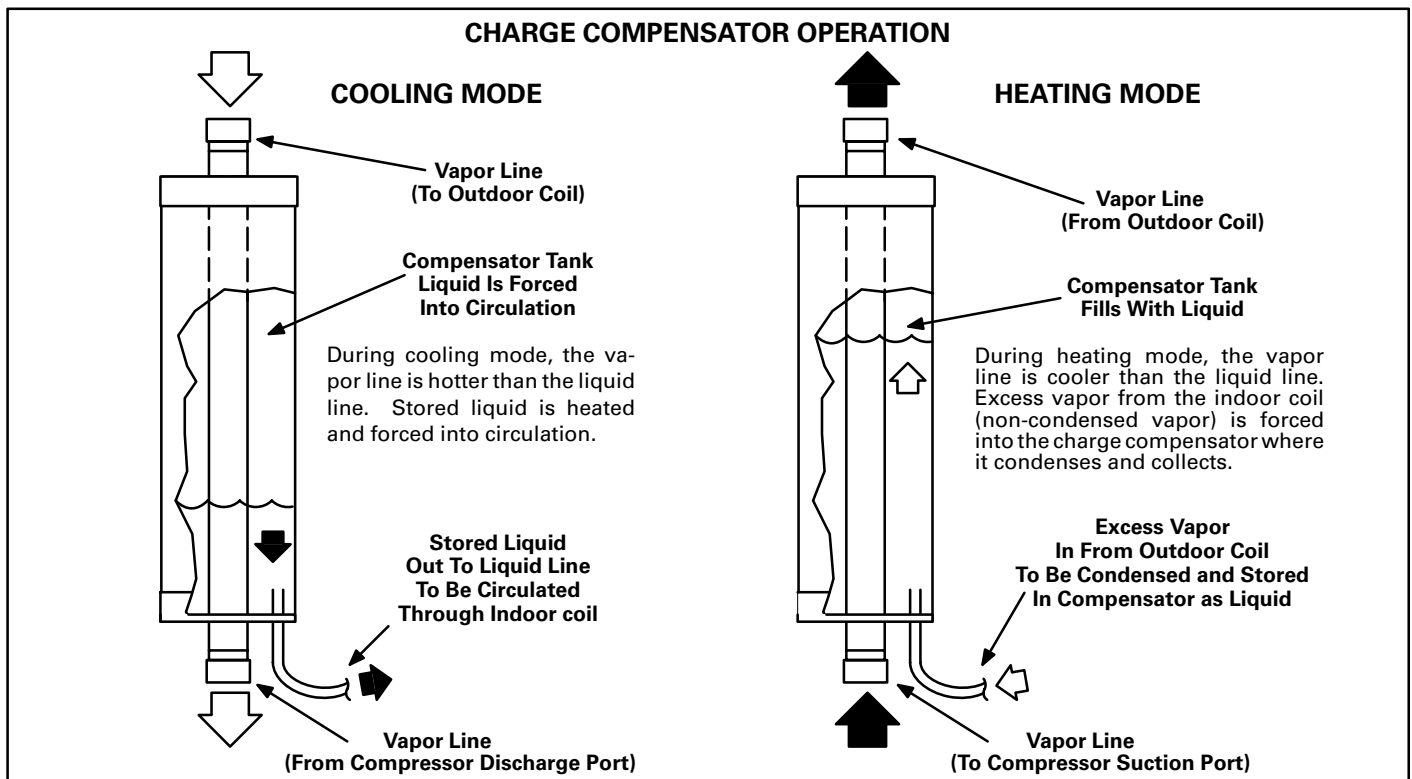 CHARGE COMPENSATOR OPERATION
COOLING MODE
Vapor Line
(To Outdoor Coil)
Compensator Tank
Liquid Is Forced
Into Circulation
During cooling mode, the va-
por line is hotter than the liquid
line. Stored liquid is heated
and forced into circulation.
Stored Liquid
Out To Liquid Line
To Be Circulated
Through Indoor coil
Vapor Line
(From Compressor Discharge Port)
HEATING MODE
Vapor Line
(From Outdoor Coil)
Compensator Tank
Fills With Liquid
During heating mode, the vapor
line is cooler than the liquid line.
Excess vapor from the indoor coil
(non-condensed vapor) is forced
into the charge compensator where
it condenses and collects.
Excess Vapor
In From Outdoor Coil
To Be Condensed and Stored
In Compensator as Liquid
Vapor Line
(To Compressor Suction Port)